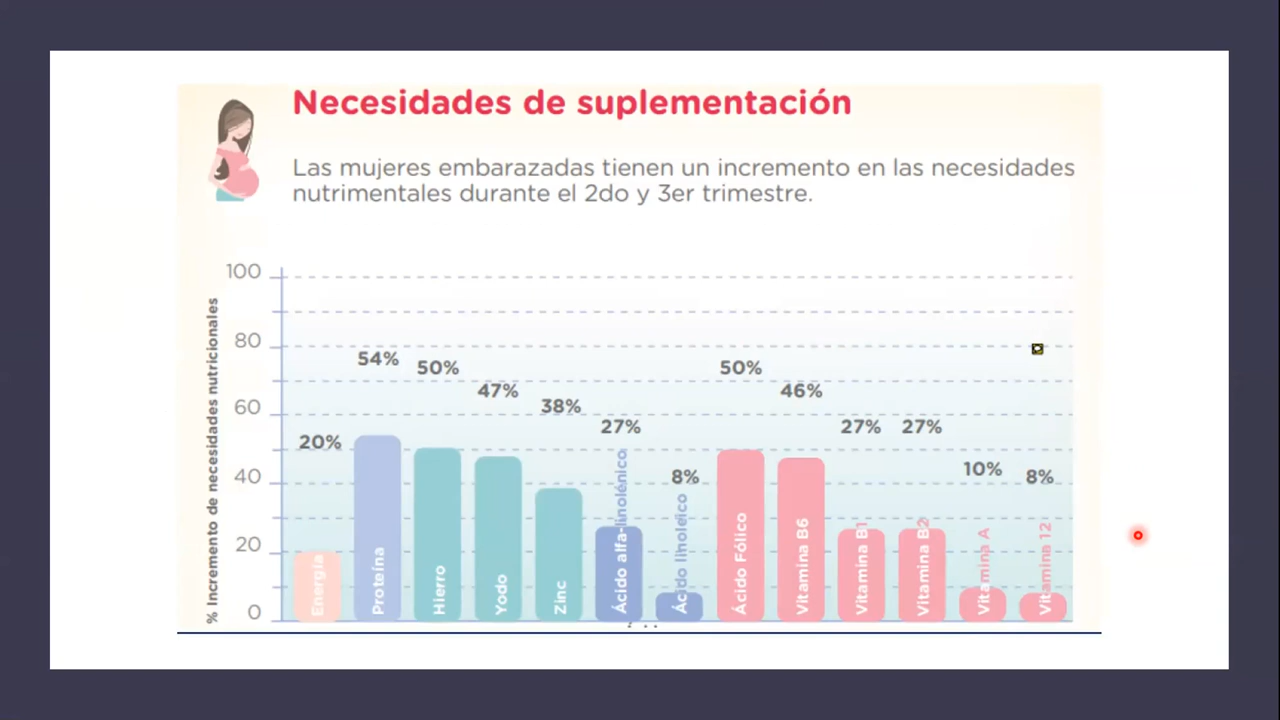 Necesidades de suplementación
Las mujeres embarazadas tienen un incremento en las necesidades
nutrimentales durante el 2do y 3er trimestre.
% Incremento de necesidades nutricionales
100
80
60
40
20
0
20%
54%
50%
47%
38%
27%
8%
50%
46%
27%
27%
10%
8%
Energía
Proteína
Hierro
Yodo
Zinc
Ácido alfa-linolénico
Ácido linoleico
Ácido Fólico
Vitamina B6
Vitamina B1
Vitamina B2
Vitamina A
Vitamina 12